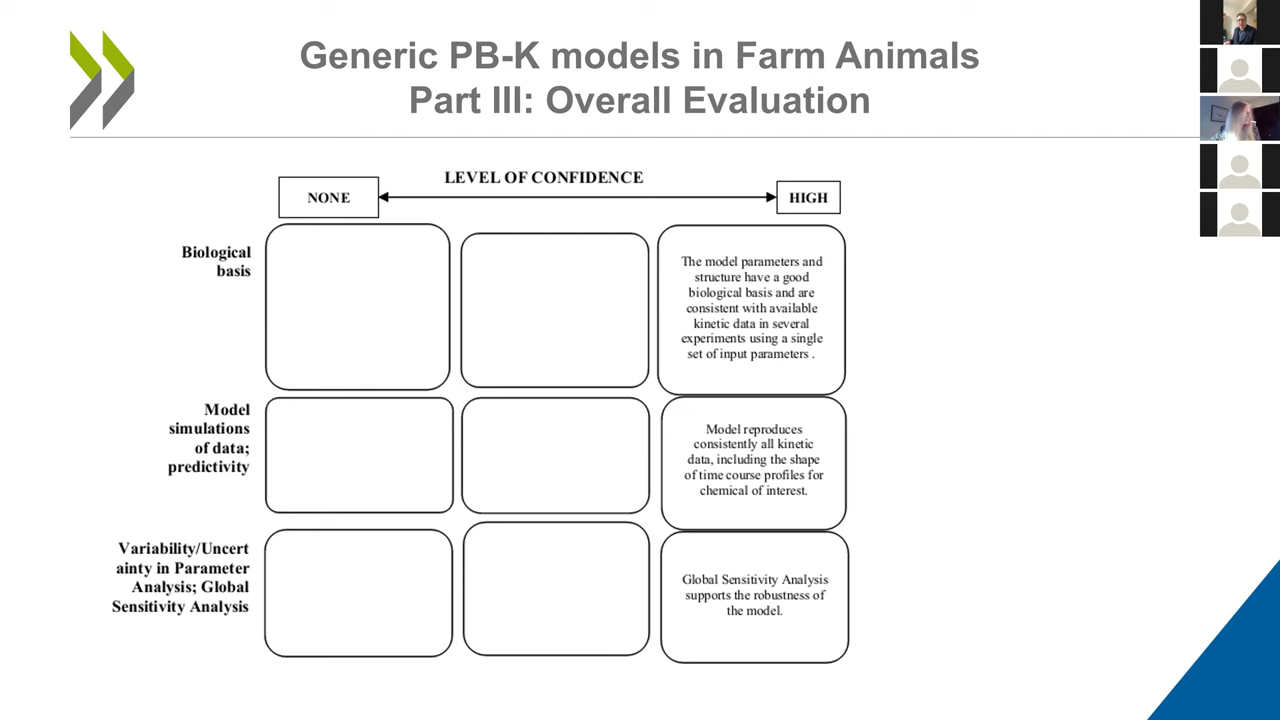 Generic PB-K models in Farm Animals
Part III: Overall Evaluation
LEVEL OF CONFIDENCE
NONE
HIGH
Biological
basis
The model parameters and
structure have a good
biological basis and are
consistent with available
kinetic data in several
experiments using a single
set of input parameters .
Model
simulations
of data;
predictivity
Model reproduces
consistently all kinetic
data, including the shape
of time course profiles for
chemical of interest.
Variability/Uncert
ainty in Parameter
Analysis; Global
Sensitivity Analysis
Global Sensitivity Analysis
supports the robustness of
the model.